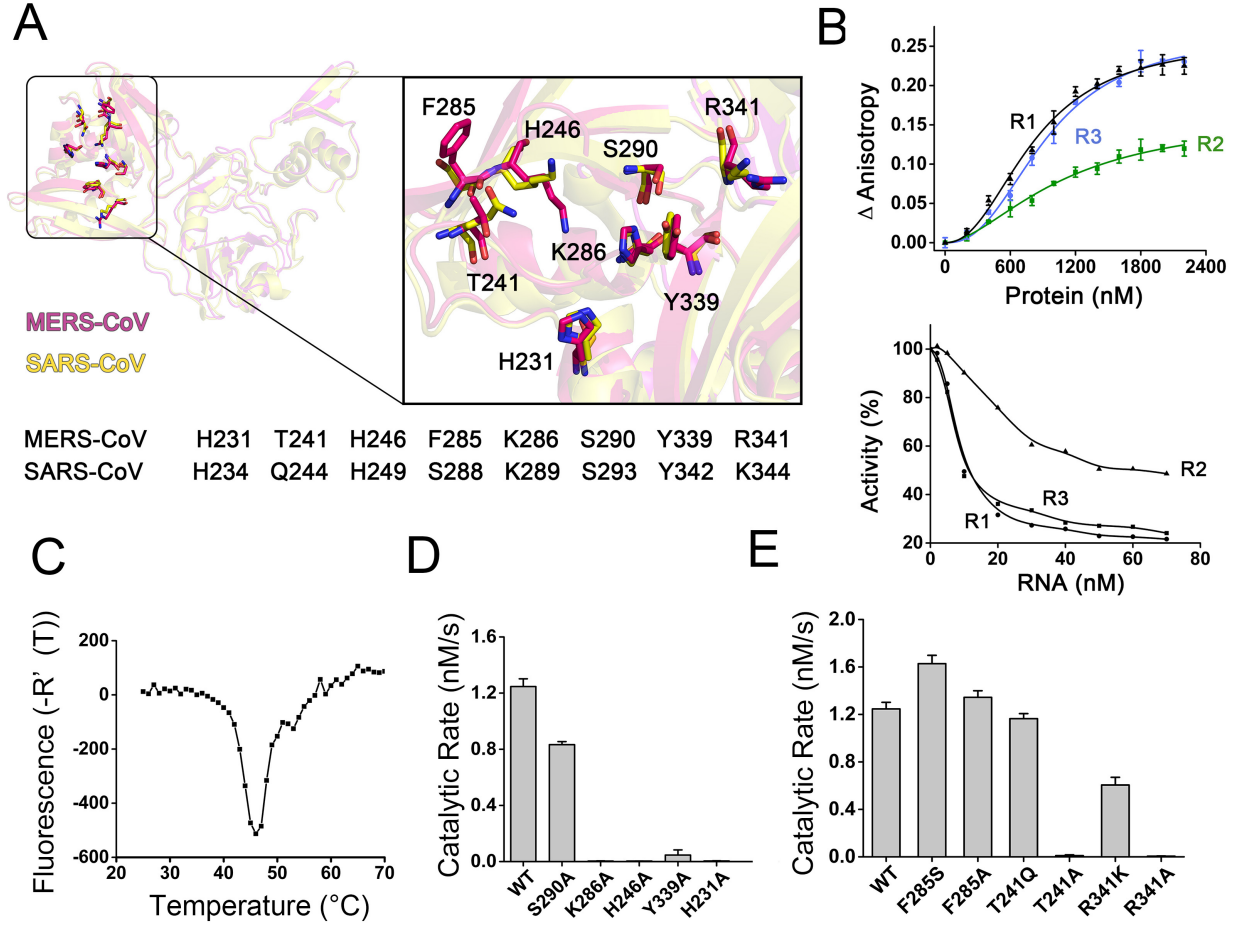 A
F285
H246
S290
R341
K286
T241
Y339
H231
MERS-CoV
SARS-CoV
MERS-CoV H231 T241 H246 F285 K286 S290 Y339 R341
SARS-CoV H234 Q244 H249 S288 K289 S293 Y342 K344
B
Δ Anisotropy
0.25
0.20
0.15
0.10
0.05
0.00
R1
R3
R2
0 600 1200 1800 2400
Protein (nM)
Activity (%)
100
80
60
40
20
R2
R3
R1
0 20 40 60 80
RNA (nM)
C
Fluorescence (-R' (T))
200
0
-200
-400
-600
20 30 40 50 60 70
Temperature (°C)
D
Catalytic Rate (nM/s)
1.6
1.2
0.8
0.4
0.0
WT S290A K286A H246A Y339A H231A
E
Catalytic Rate (nM/s)
2.0
1.6
1.2
0.8
0.4
0.0
WT F285S F285A T241Q T241A R341K R341A